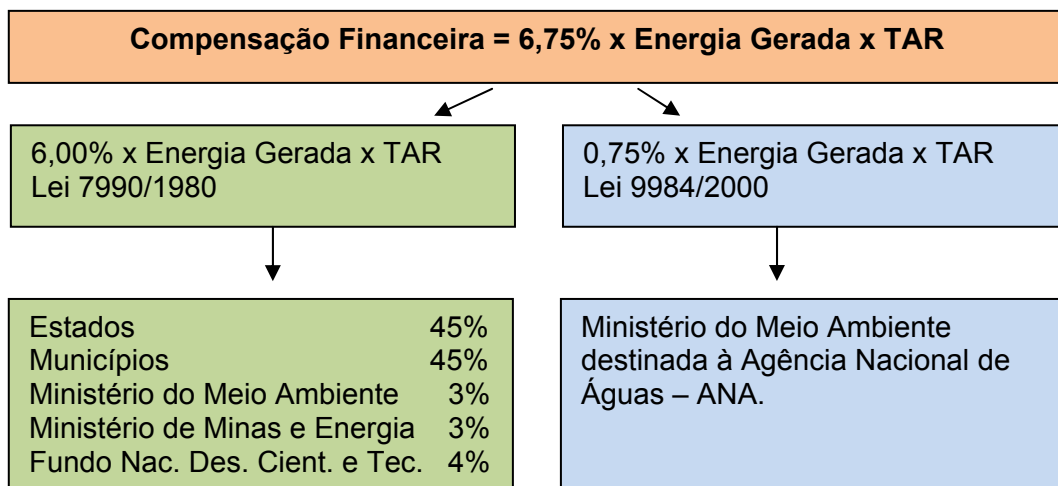 Compensação Financeira = 6,75% x Energia Gerada x TAR
6,00% x Energia Gerada x TAR
Lei 7990/1980
0,75% x Energia Gerada x TAR
Lei 9984/2000
Estados 45%
Municípios 45%
Ministério do Meio Ambiente 3%
Ministério de Minas e Energia 3%
Fundo Nac. Des. Cient. e Tec. 4%
Ministério do Meio Ambiente
destinada à Agência Nacional de
Águas – ANA.